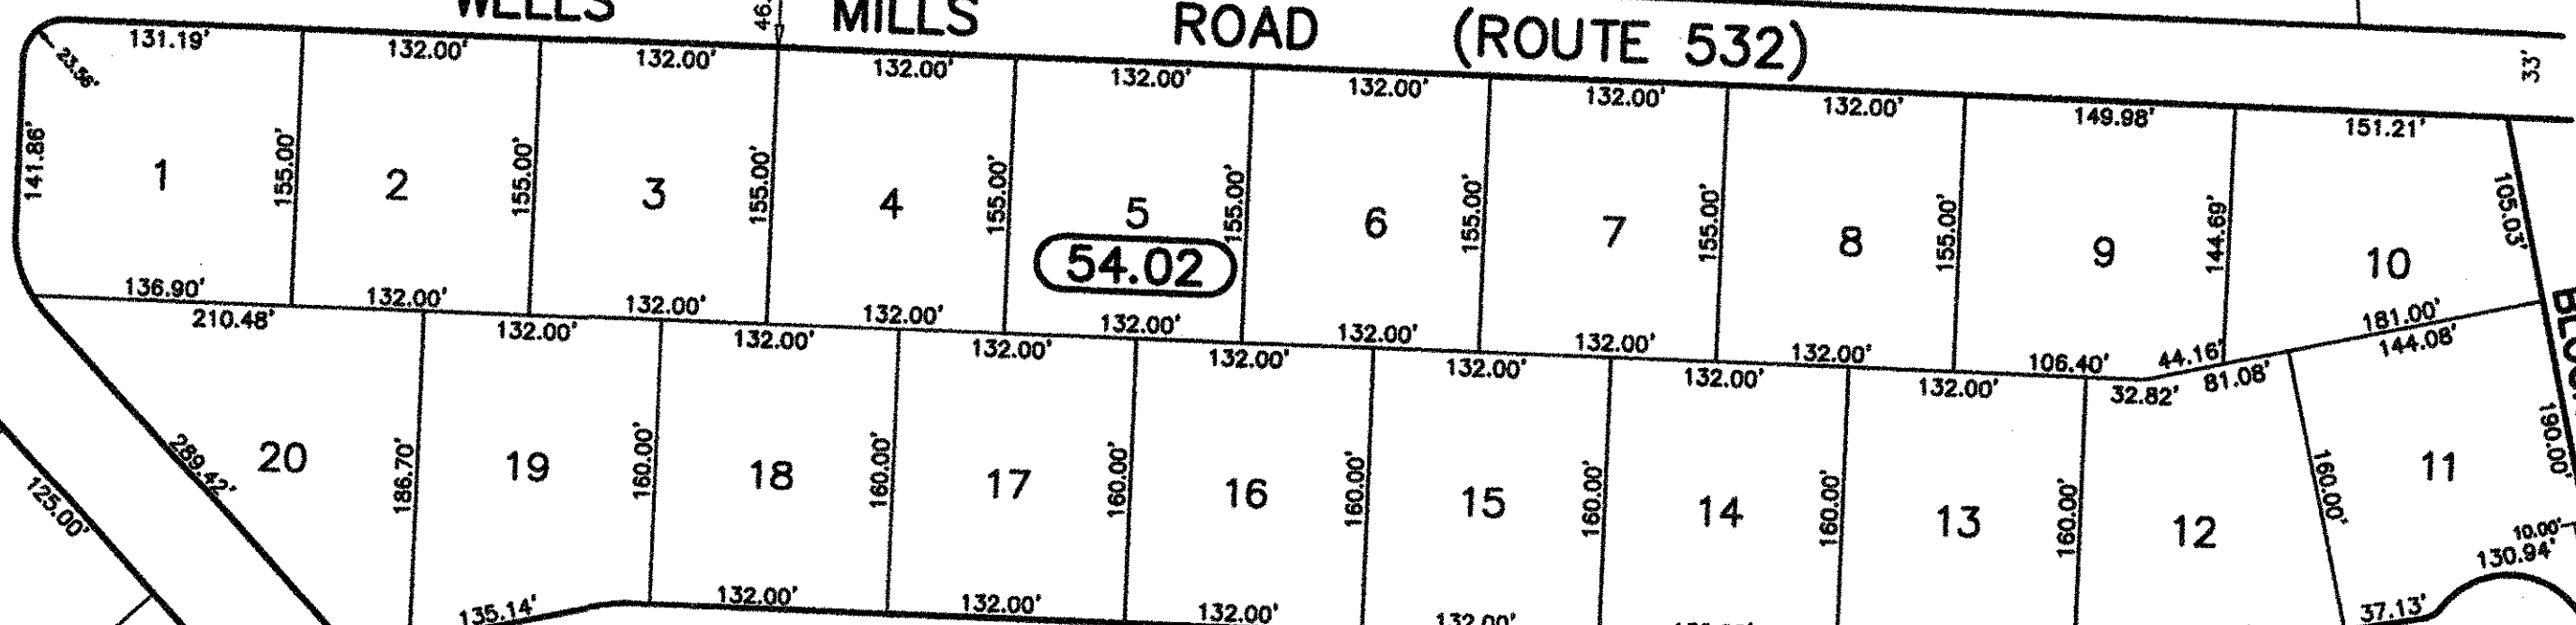 WELLS MILLS ROAD (ROUTE 532)
46.
33'
131.19' 132.00' 132.00' 132.00' 132.00' 132.00' 132.00' 132.00' 149.98' 151.21'
23.56'
141.86' 155.00' 155.00' 155.00' 155.00' 155.00' 155.00' 155.00' 155.00' 144.69' 105.03'
1 2 3 4 5 6 7 8 9 10
54.02
136.90' 132.00' 132.00' 132.00' 132.00' 132.00' 132.00' 132.00' 106.40' 44.16' 181.00'
210.48' 132.00' 132.00' 132.00' 132.00' 132.00' 132.00' 132.00' 32.82' 81.08' 144.08'
289.42' 186.70' 160.00' 160.00' 160.00' 160.00' 160.00' 160.00' 160.00' 160.00' 190.00'
20 19 18 17 16 15 14 13 12 11
125.00'
10.00'
130.94'
135.14' 132.00' 132.00' 132.00' 132.00' 37.13'